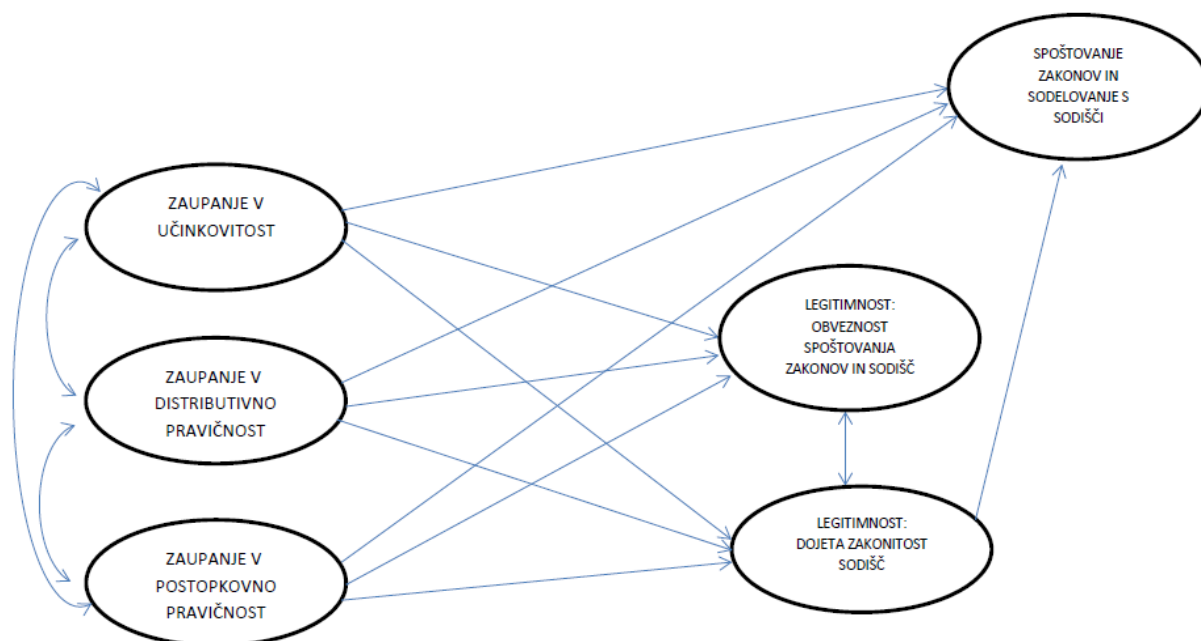 SPOŠTOVANJE
ZAKONOV IN
SODELOVANJE S
SODIŠČI
ZAUPANJE V
UČINKOVITOST
LEGITIMNOST:
OBVEZNOST
SPOŠTOVANJA
ZAKONOV IN SODIŠČ
ZAUPANJE V
DISTRIBUTIVNO
PRAVIČNOST
LEGITIMNOST:
DOJETA ZAKONITOST
SODIŠČ
ZAUPANJE V
POSTOPKOVNO
PRAVIČNOST